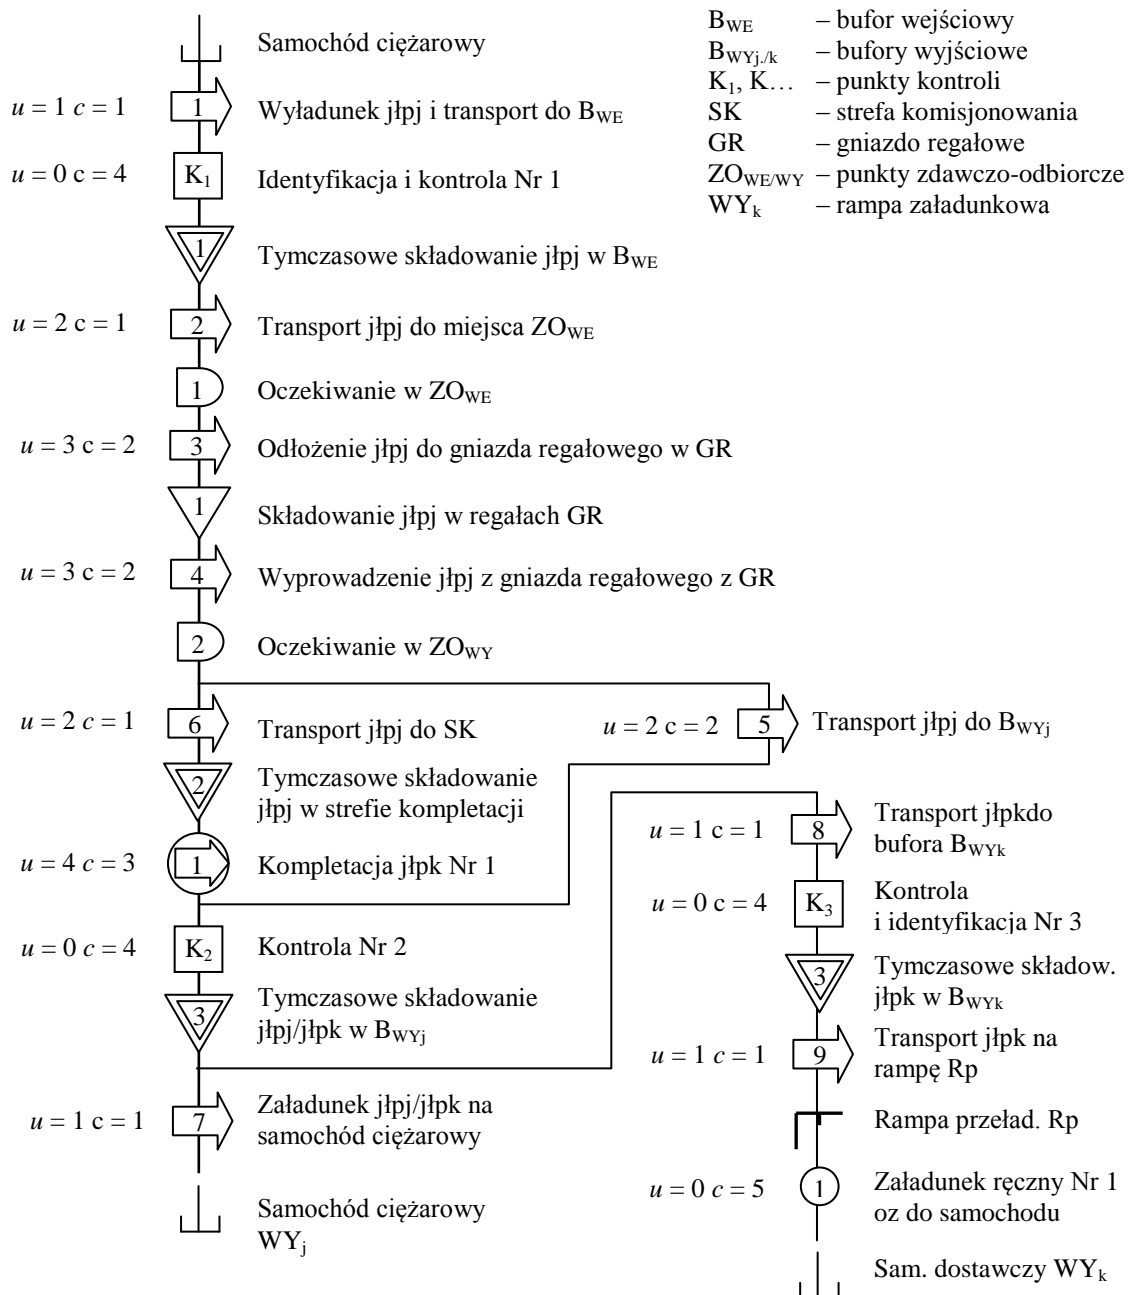 Samochód ciężarowy
B_WE – bufor wejściowy
B_WYj./k – bufory wyjściowe
K₁, K… – punkty kontroli
SK – strefa komisjonowania
GR – gniazdo regałowe
ZO_WE/WY – punkty zdawczo-odbiorcze
WY_k – rampa załadunkowa
u = 1 c = 1 1 Wyładunek jłpj i transport do B_WE
u = 0 c = 4 K₁ Identyfikacja i kontrola Nr 1
1 Tymczasowe składowanie jłpj w B_WE
u = 2 c = 1 2 Transport jłpj do miejsca ZO_WE
1 Oczekiwanie w ZO_WE
u = 3 c = 2 3 Odłożenie jłpj do gniazda regałowego w GR
1 Składowanie jłpj w regałach GR
u = 3 c = 2 4 Wyprowadzenie jłpj z gniazda regałowego z GR
2 Oczekiwanie w ZO_WY
u = 2 c = 1 6 Transport jłpj do SK
u = 2 c = 2 5 Transport jłpj do B_WYj
2 Tymczasowe składowanie
jłpj w strefie kompletacji
u = 4 c = 3 1 Kompletacja jłpk Nr 1
u = 0 c = 4 K₂ Kontrola Nr 2
3 Tymczasowe składowanie
jłpj/jłpk w B_WYj
u = 1 c = 1 7 Załadunek jłpj/jłpk na
samochód ciężarowy
Samochód ciężarowy
WY_j
u = 1 c = 1 8 Transport jłpkdo
bufora B_WYk
u = 0 c = 4 K₃ Kontrola
i identyfikacja Nr 3
3 Tymczasowe składow.
jłpk w B_WYk
u = 1 c = 1 9 Transport jłpk na
rampę Rp
Rampa przeład. Rp
u = 0 c = 5 1 Załadunek ręczny Nr 1
oz do samochodu
Sam. dostawczy WY_k